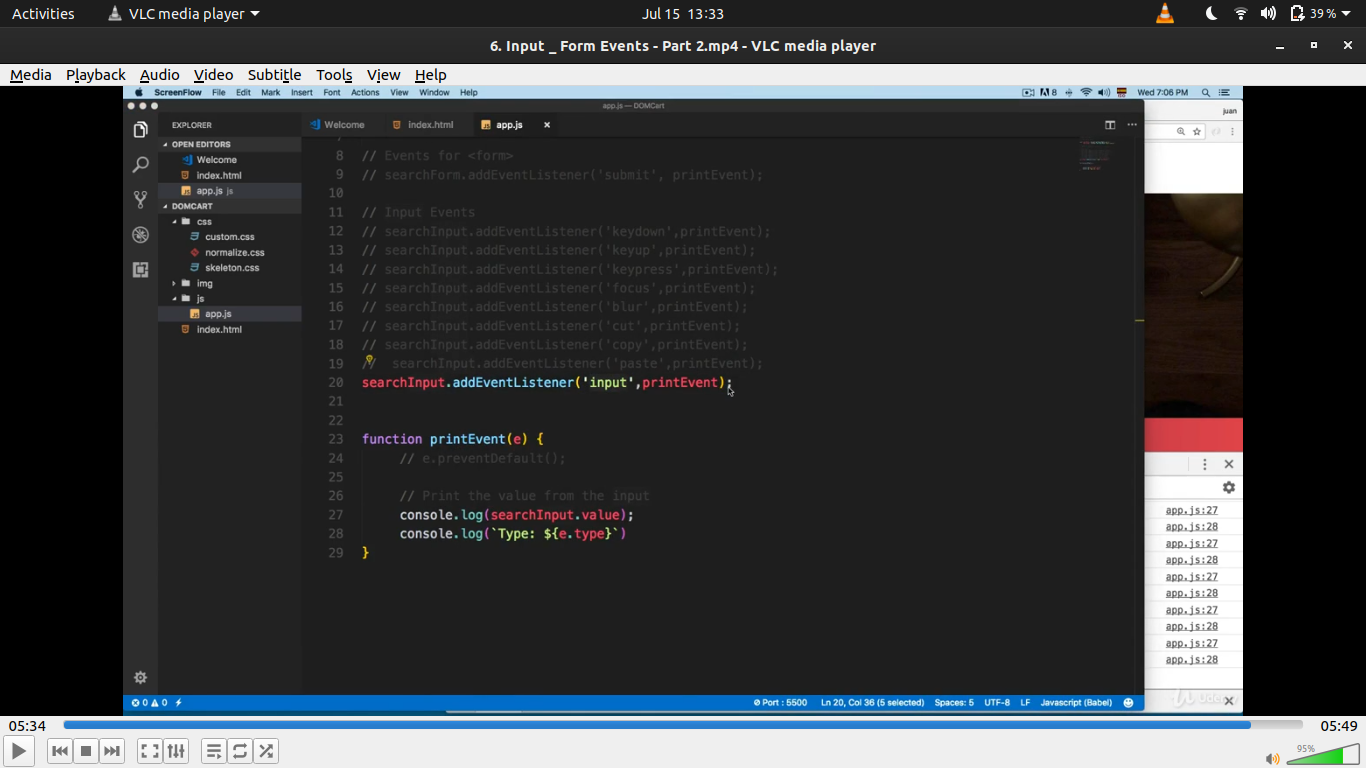 Activities VLC media player Jul 15 13:33 39 %
6. Input _ Form Events - Part 2.mp4 - VLC media player
Media Playback Audio Video Subtitle Tools View Help
ScreenFlow File Edit Mark Insert Font Actions View Window Help 8 Wed 7:06 PM
app.js — DOMCart
juan
EXPLORER
Welcome index.html app.js ×
OPEN EDITORS
Welcome
index.html
app.js js
DOMCART
css
custom.css
normalize.css
skeleton.css
img
js
app.js
index.html
8 // Events for <form>
9 // searchForm.addEventListener('submit', printEvent);
10
11 // Input Events
12 // searchInput.addEventListener('keydown',printEvent);
13 // searchInput.addEventListener('keyup',printEvent);
14 // searchInput.addEventListener('keypress',printEvent);
15 // searchInput.addEventListener('focus',printEvent);
16 // searchInput.addEventListener('blur',printEvent);
17 // searchInput.addEventListener('cut',printEvent);
18 // searchInput.addEventListener('copy',printEvent);
19 // searchInput.addEventListener('paste',printEvent);
20 searchInput.addEventListener('input',printEvent);
21
22
23 function printEvent(e) {
24 // e.preventDefault();
25
26 // Print the value from the input
27 console.log(searchInput.value);
28 console.log(`Type: ${e.type}`)
29 }
app.js:27
app.js:28
app.js:27
app.js:28
app.js:27
app.js:28
app.js:27
app.js:28
app.js:27
app.js:28
Udemy
0 0 Port : 5500 Ln 20, Col 36 (5 selected) Spaces: 5 UTF-8 LF Javascript (Babel)
05:34 05:49
95%